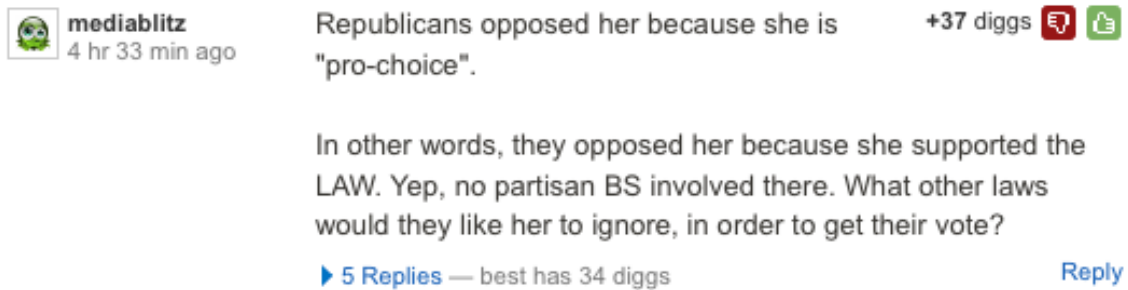 mediablitz
4 hr 33 min ago
Republicans opposed her because she is
"pro-choice".
+37 diggs
In other words, they opposed her because she supported the
LAW. Yep, no partisan BS involved there. What other laws
would they like her to ignore, in order to get their vote?
5 Replies — best has 34 diggs
Reply